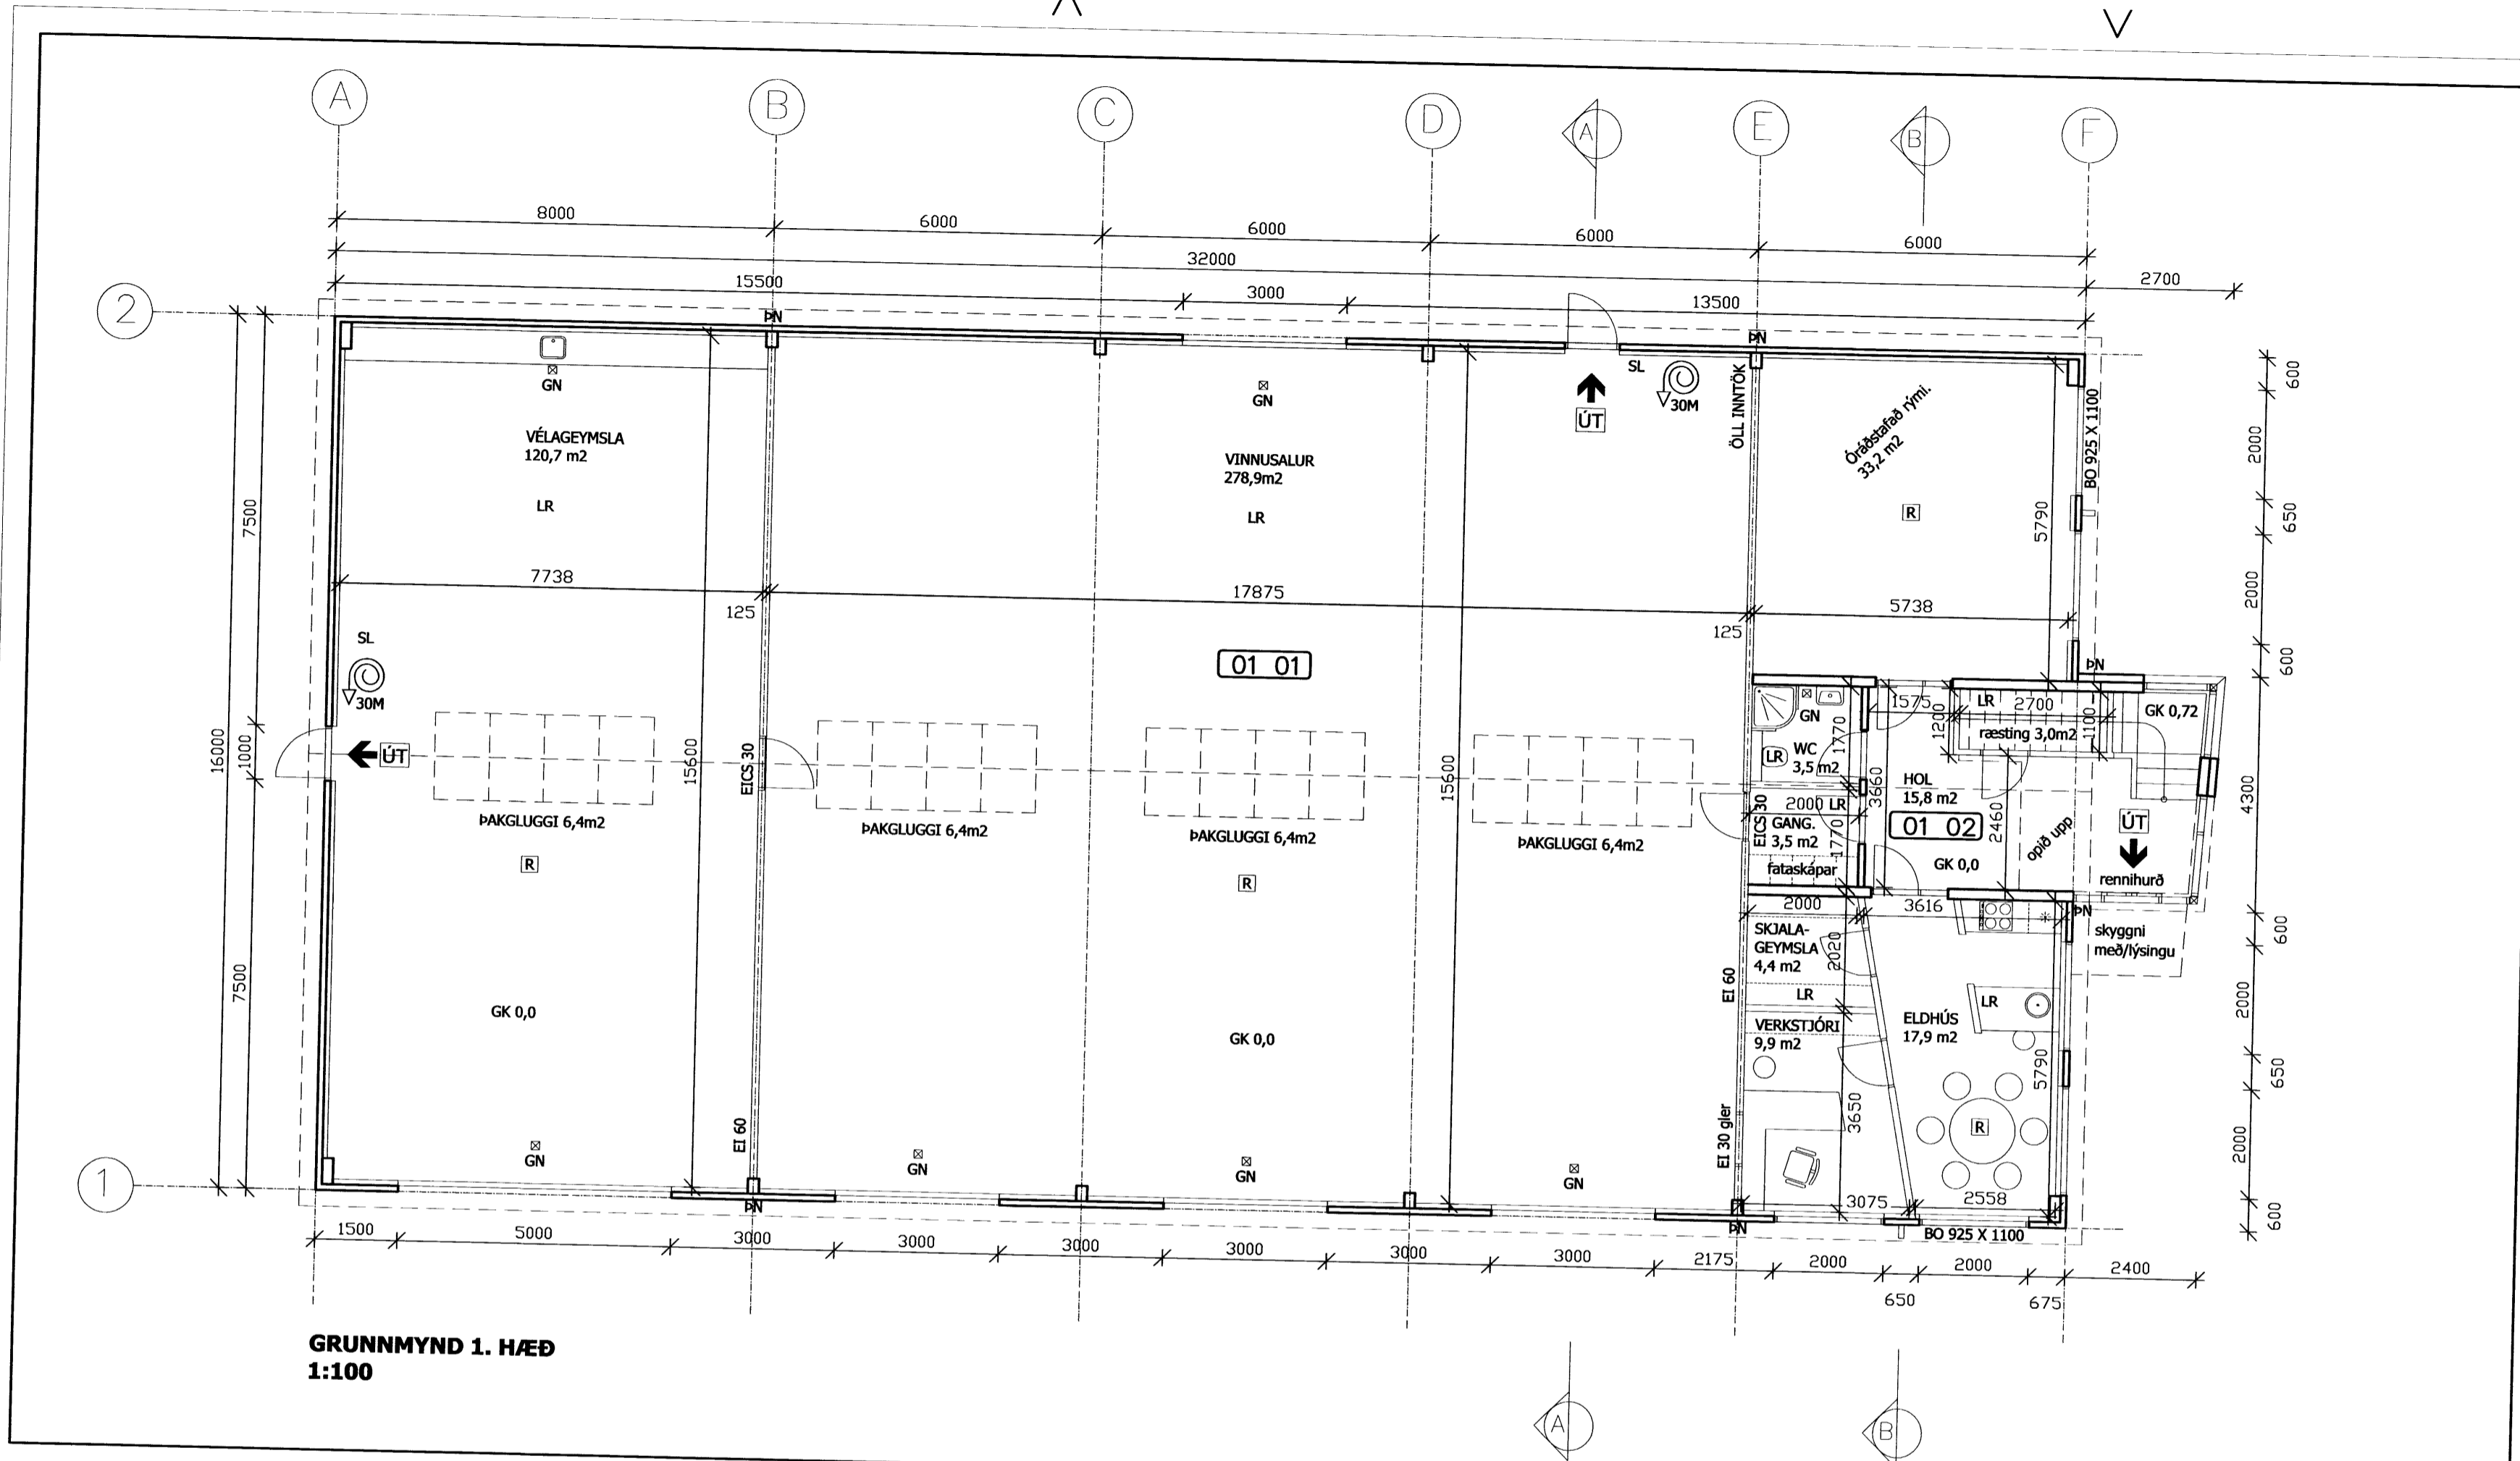 A
B
C
D
A
E
B
F
8000
6000
6000
6000
6000
32000
2700
15500
3000
13500
2
1
ÞN
ÞN
GN
VÉLAGEYMSLA
120,7 m2
LR
GN
VINNUSALUR
278,9m2
LR
SL
30M
ÚT
ÖLL INNTÖK
Óráðstafað rými.
33,2 m2
R
BO 925 X 1100
5790
600
2000
650
2000
600
4300
600
2000
650
2000
600
16000
7500
1000
7500
7738
125
17875
125
5738
SL
30M
ÚT
15600
EICS 30
01 01
15600
ÞAKGLUGGI 6,4m2
ÞAKGLUGGI 6,4m2
ÞAKGLUGGI 6,4m2
ÞAKGLUGGI 6,4m2
R
R
GK 0,0
GK 0,0
EI 60
GN
GN
GN
GN
ÞN
GN
WC
3,5 m2
LR
1770
1575
1200
LR
2700
1100
ræsting 3,0m2
GK 0,72
3660
HOL
15,8 m2
01 02
2460
GK 0,0
opið upp
ÚT
rennihurð
EICS 30
2000
LR
GANG.
3,5 m2
1770
fataskápar
2000
3616
ÞN
skyggni
með/lýsingu
SKJALA-
GEYMSLA
4,4 m2
2020
LR
EI 60
VERKSTJÓRI
9,9 m2
ELDHÚS
17,9 m2
LR
5790
3650
R
EI 30 gler
3075
2558
ÞN
ÞN
BO 925 X 1100
1500
5000
3000
3000
3000
3000
3000
3000
2175
2000
650
2000
675
2400
GRUNNMYND 1. HÆÐ
1:100
A
B